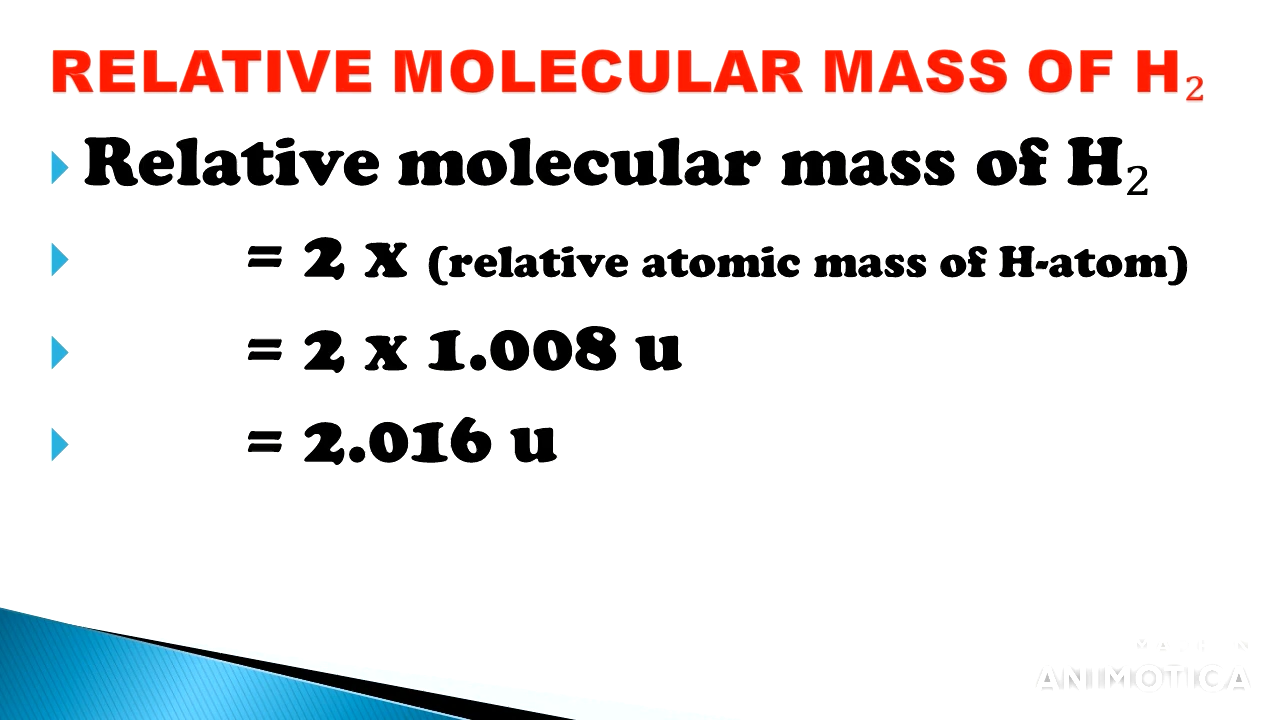 RELATIVE MOLECULAR MASS OF H₂
Relative molecular mass of H₂
= 2 x (relative atomic mass of H-atom)
= 2 x 1.008 u
= 2.016 u
ANIMOTICA